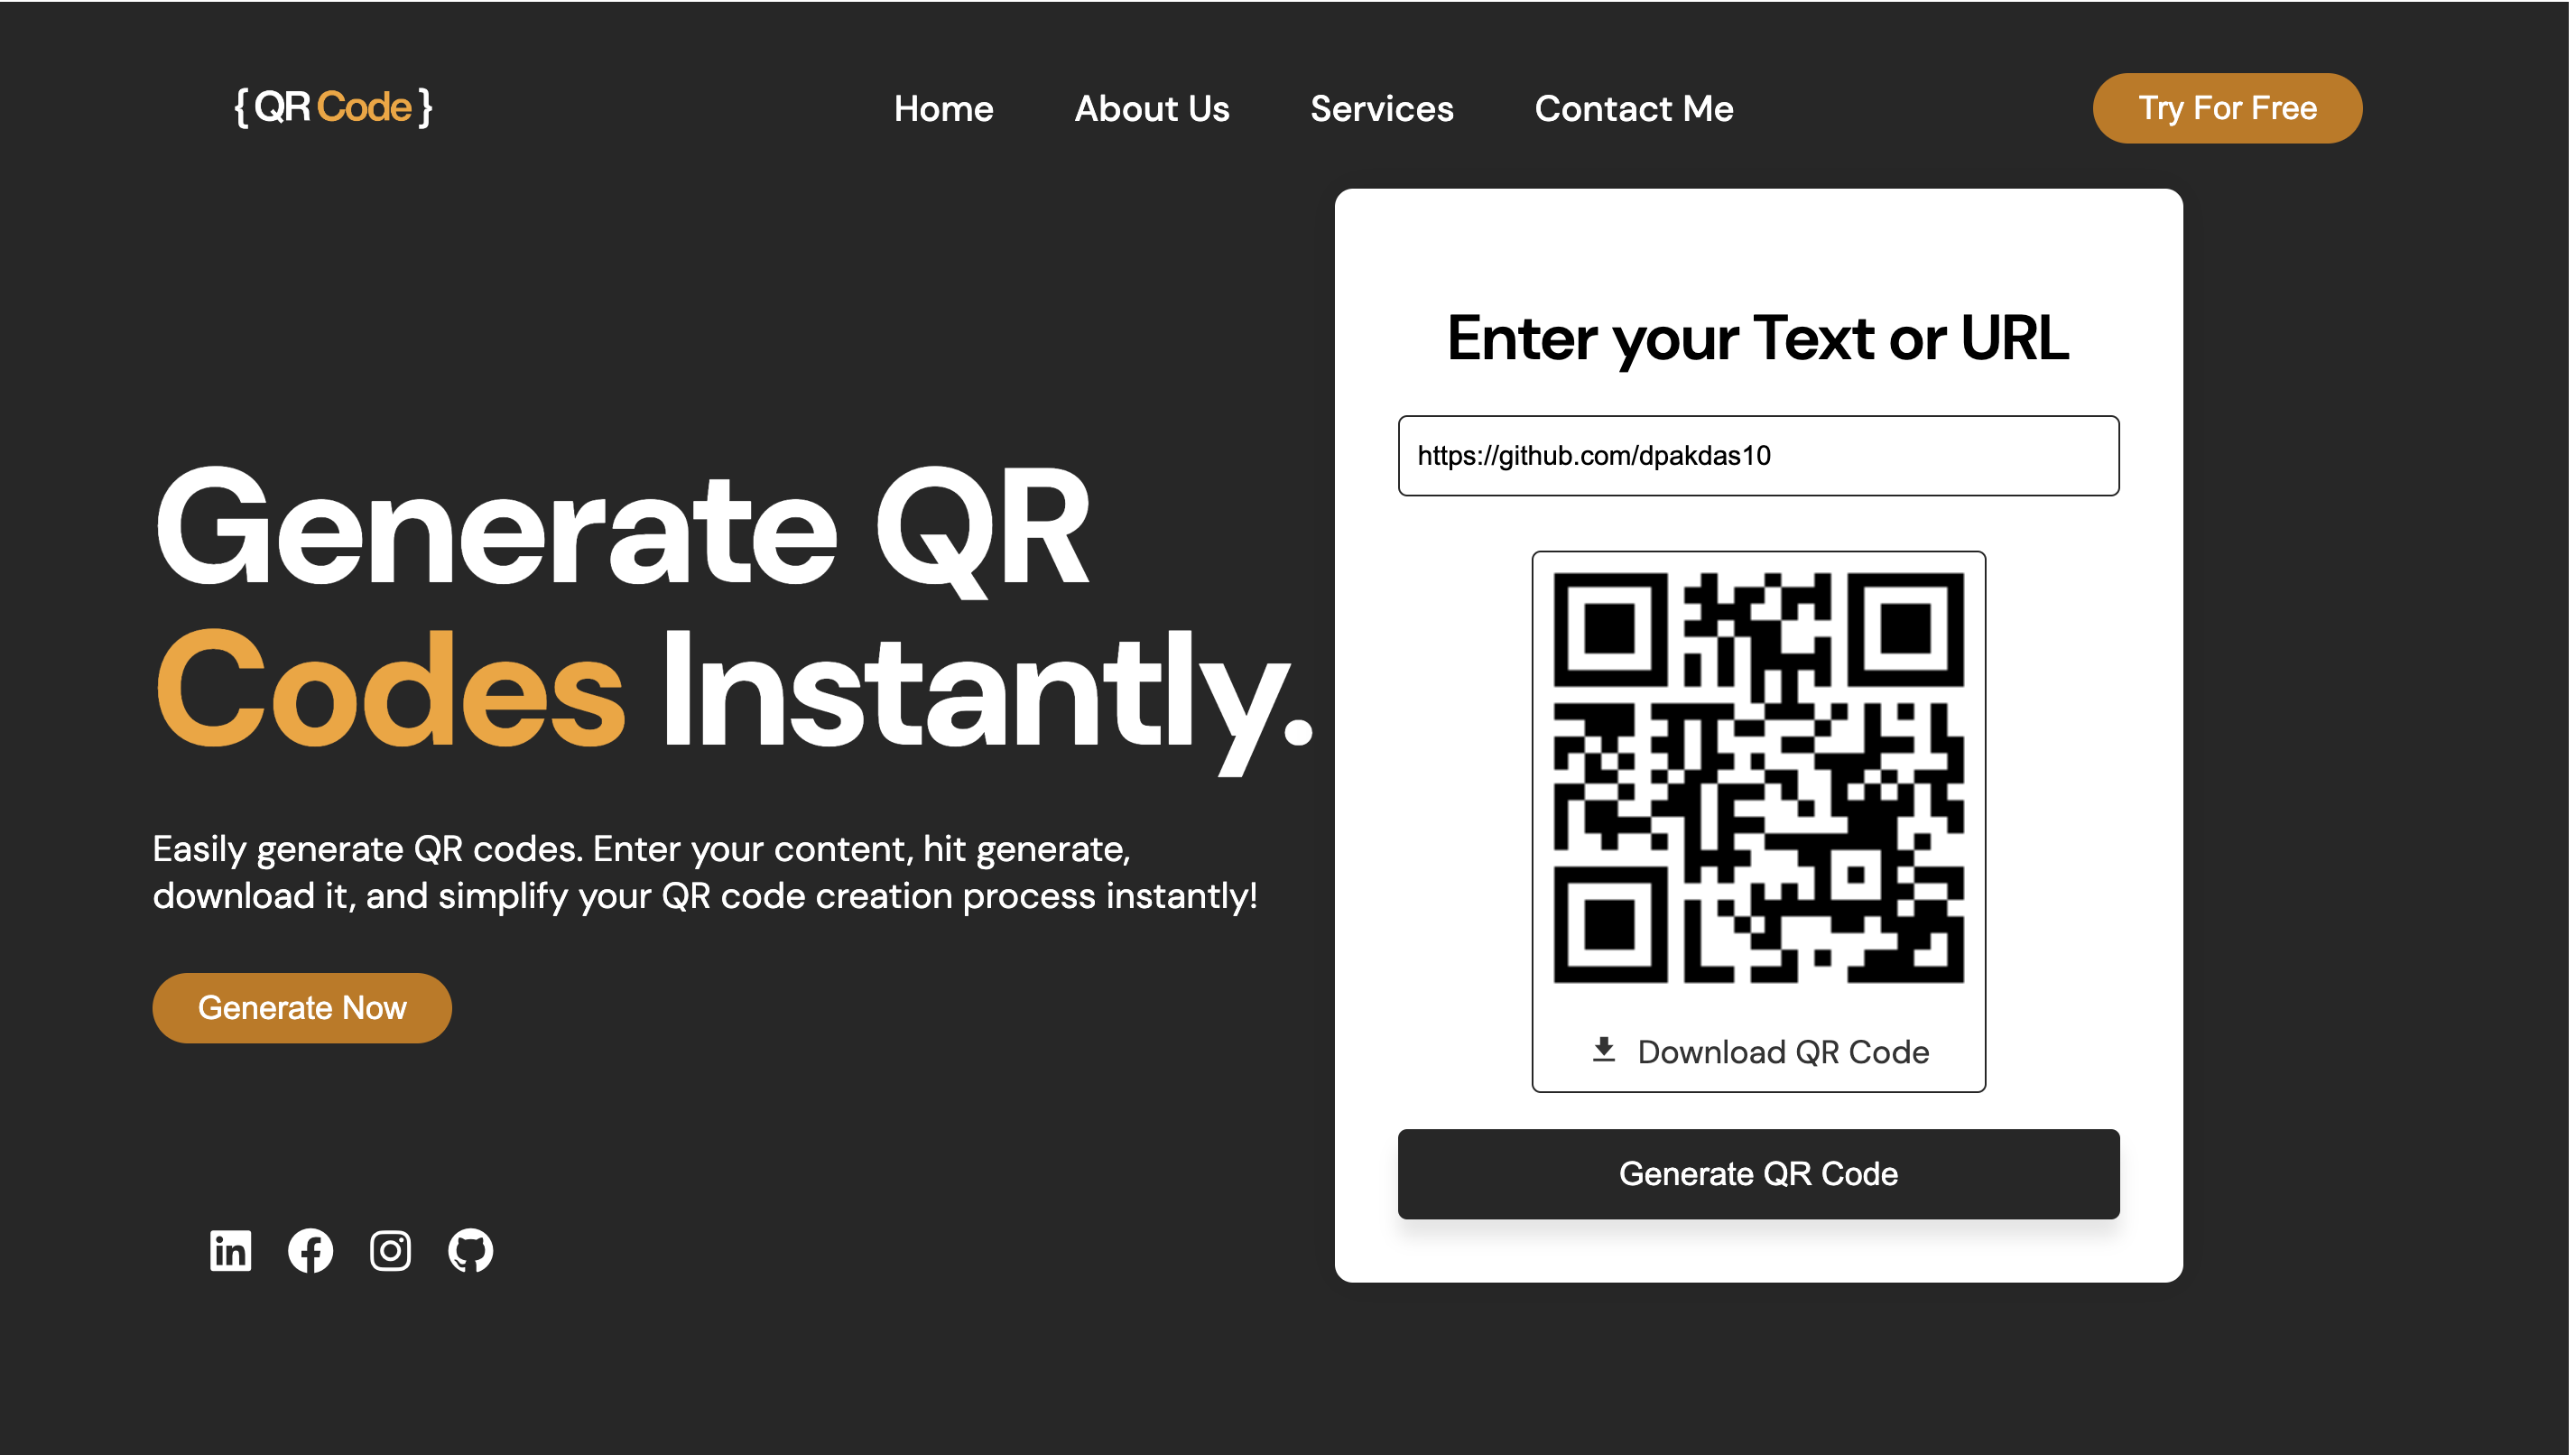 { QR Code }
Home
About Us
Services
Contact Me
Try For Free
Generate QR
Codes Instantly.
Easily generate QR codes. Enter your content, hit generate,
download it, and simplify your QR code creation process instantly!
Generate Now
Enter your Text or URL
https://github.com/dpakdas10
Download QR Code
Generate QR Code